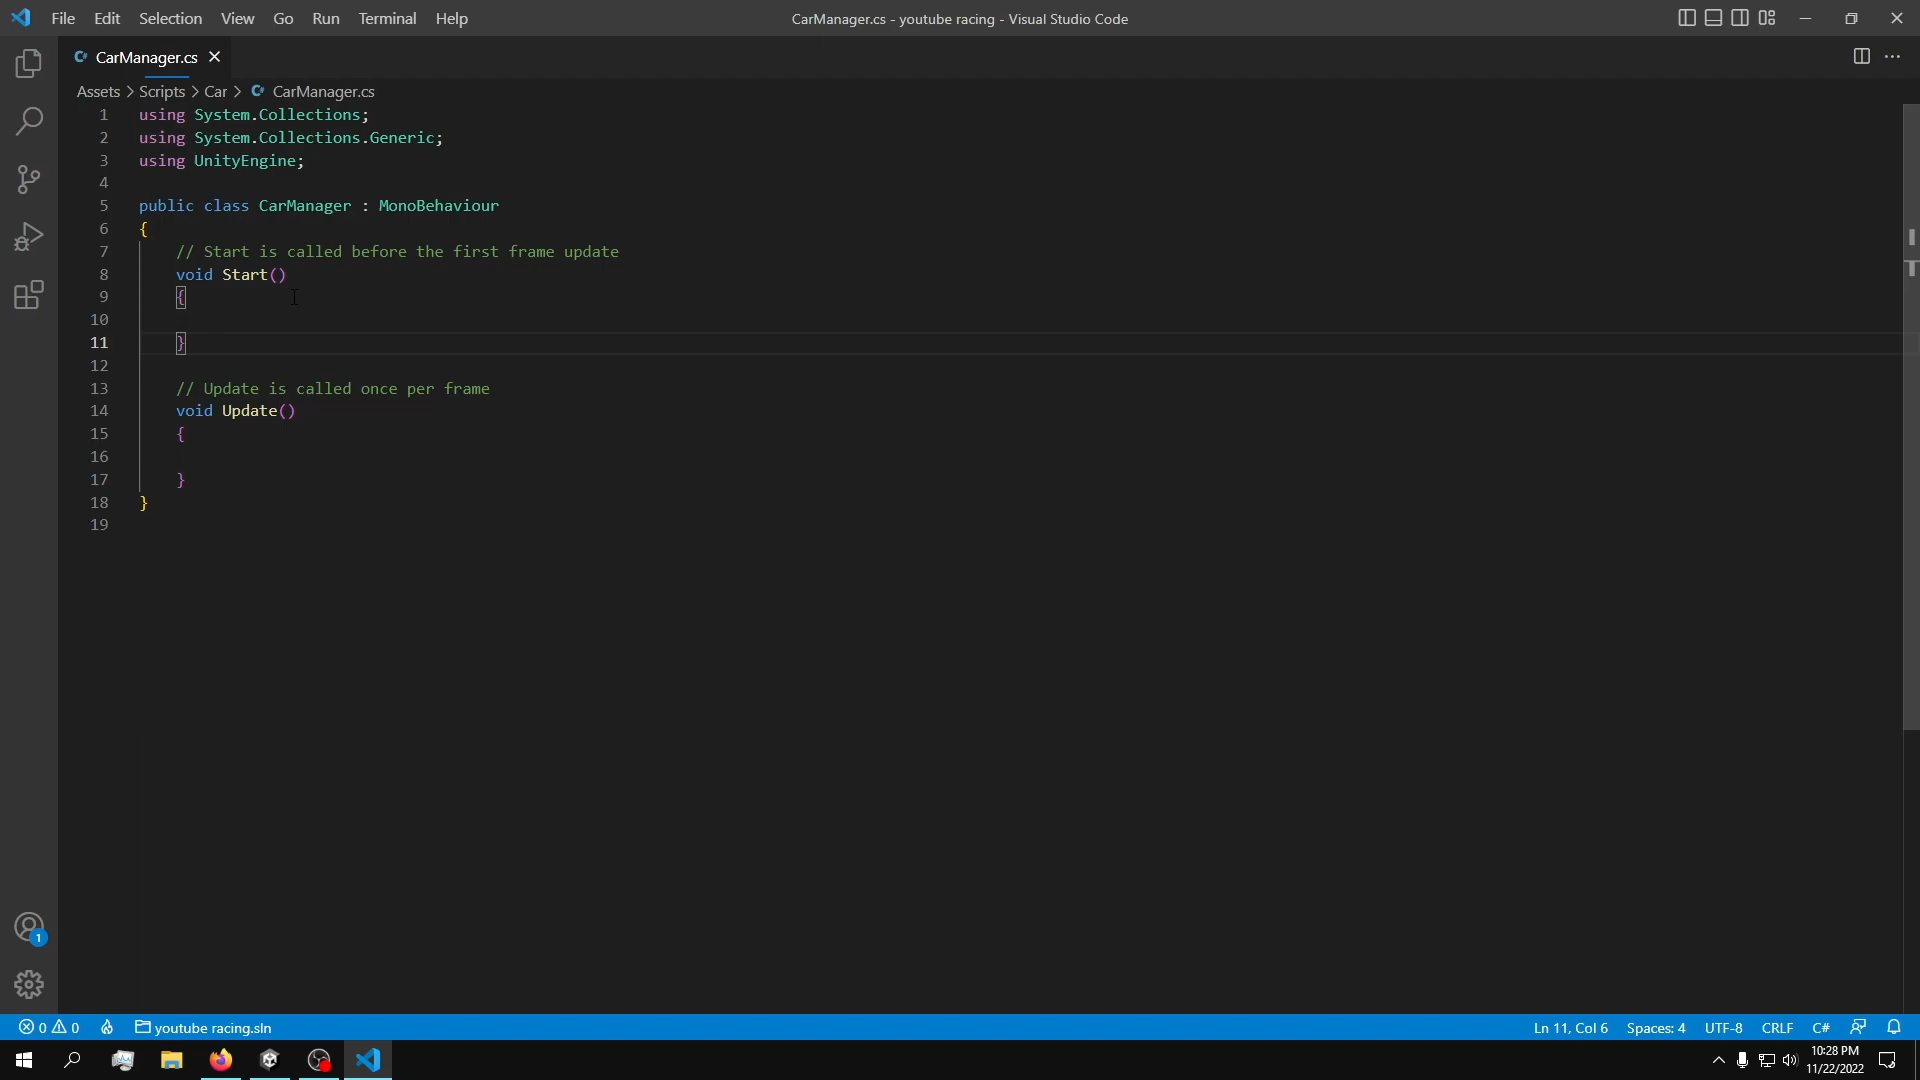 File Edit Selection View Go Run Terminal Help CarManager.cs - youtube racing - Visual Studio Code
C# CarManager.cs
Assets > Scripts > Car > C# CarManager.cs
1 using System.Collections;
2 using System.Collections.Generic;
3 using UnityEngine;
4
5 public class CarManager : MonoBehaviour
6 {
7 // Start is called before the first frame update
8 void Start()
9 {
10
11 }
12
13 // Update is called once per frame
14 void Update()
15 {
16
17 }
18 }
19
1
0 0 youtube racing.sln Ln 11, Col 6 Spaces: 4 UTF-8 CRLF C#
10:28 PM
11/22/2022